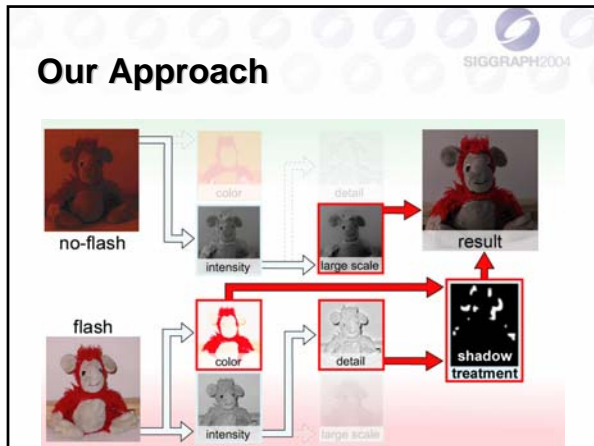 SIGGRAPH2004
Our Approach
no-flash
color
detail
result
intensity
large scale
flash
color
detail
shadow
treatment
intensity
large scale